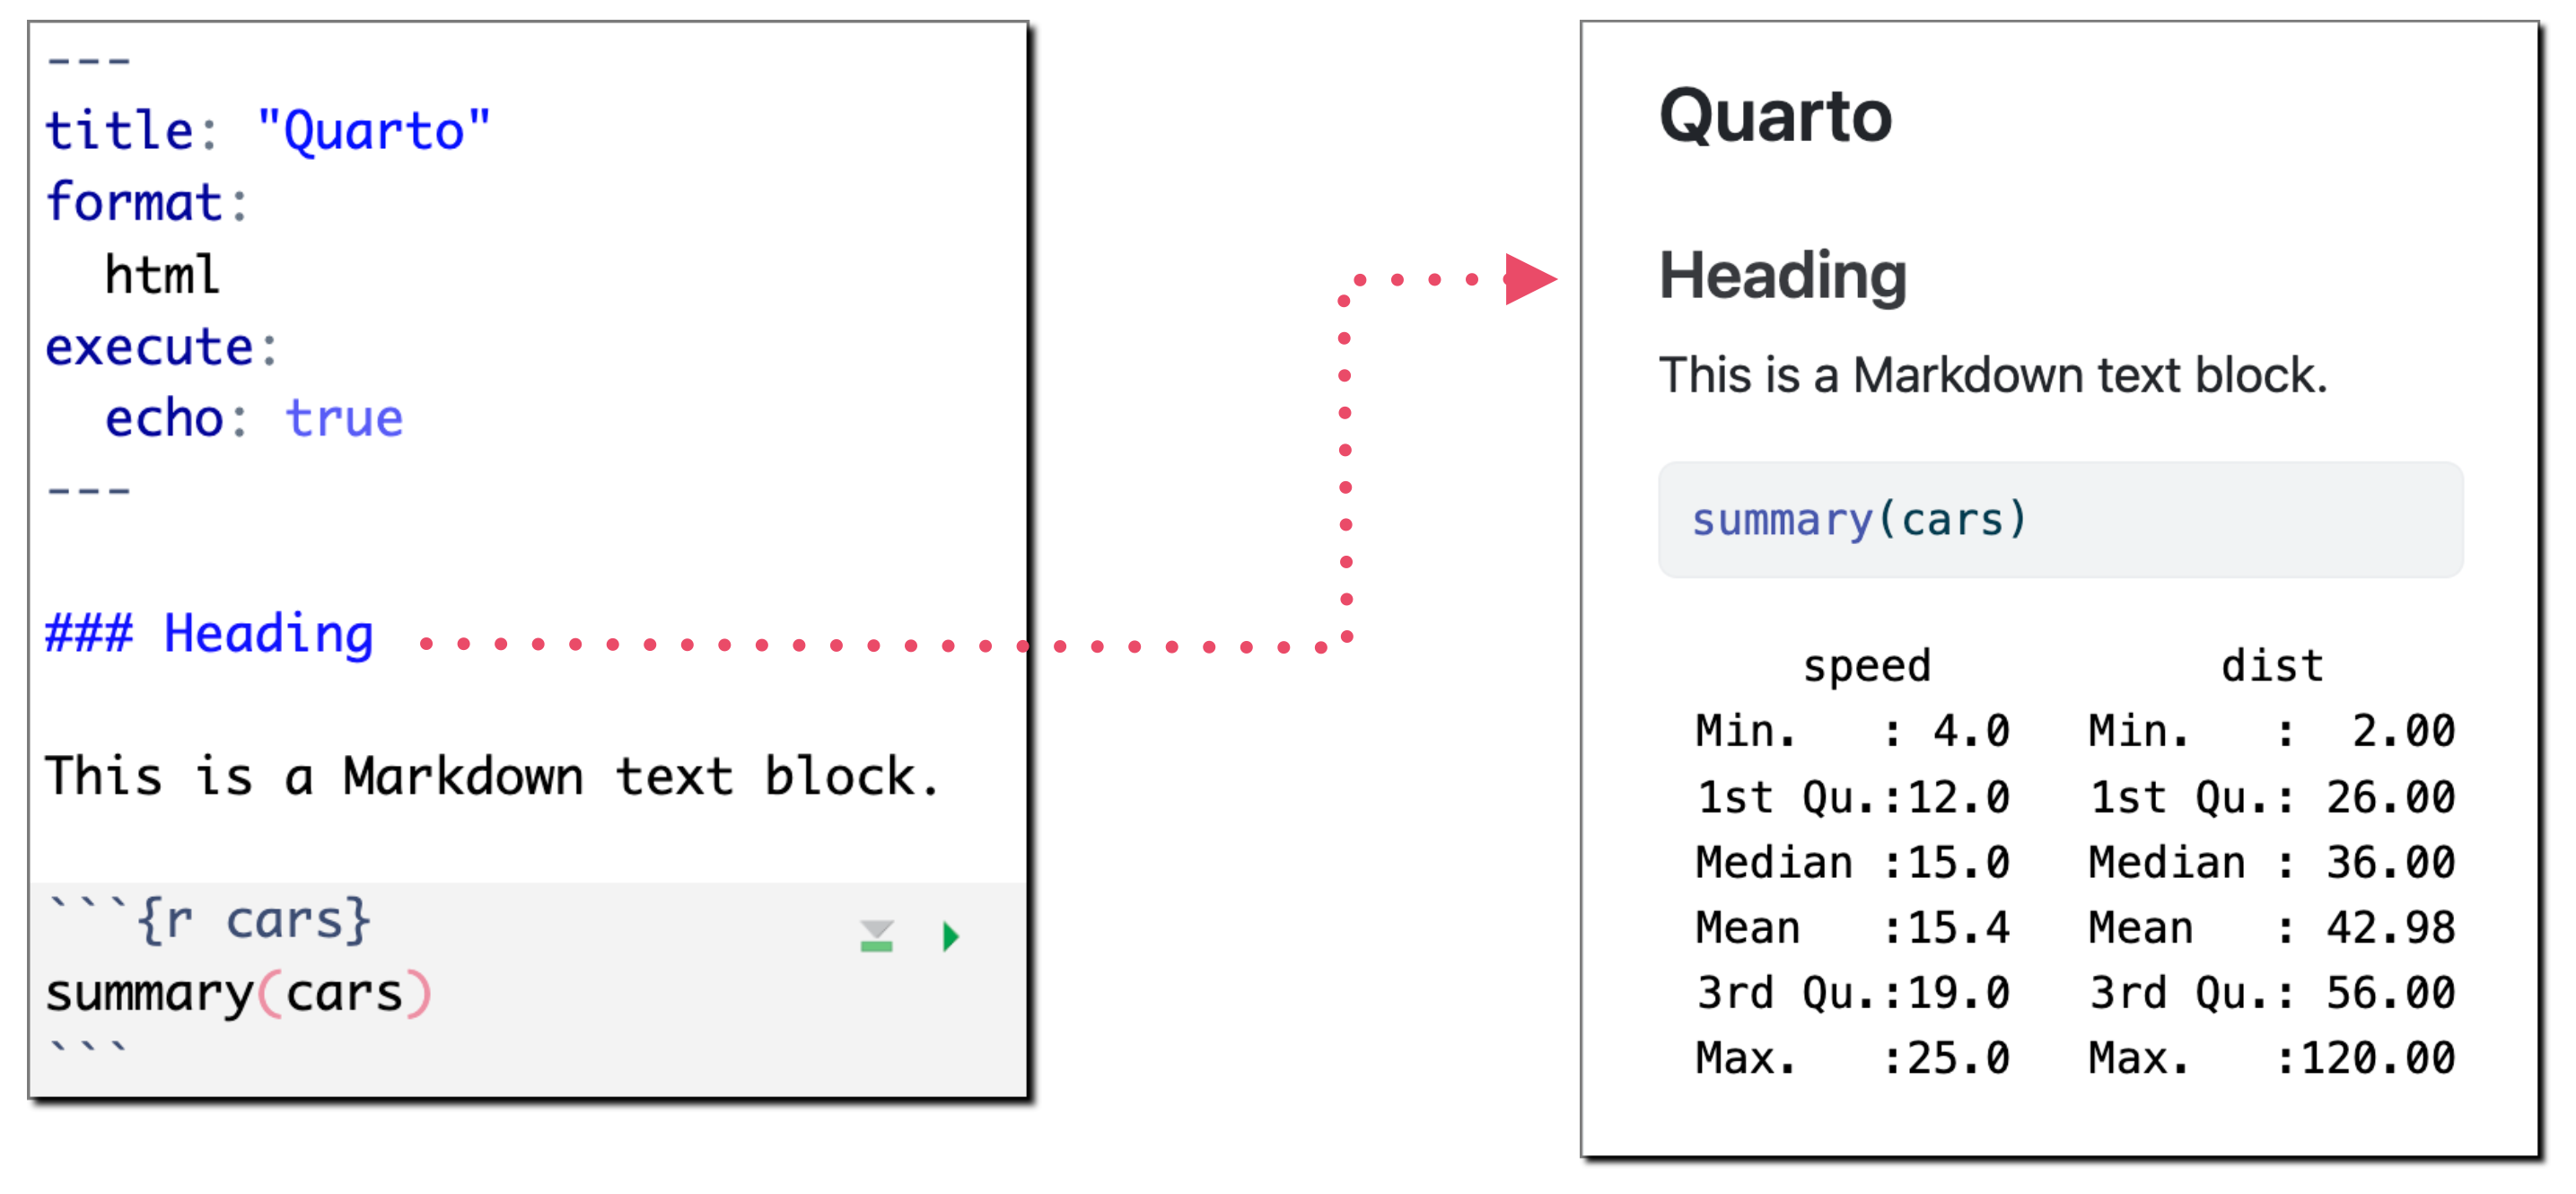 ---
title: "Quarto"
format:
  html
execute:
  echo: true
---
### Heading
This is a Markdown text block.
```{r cars}
summary(cars)
```
Quarto
Heading
This is a Markdown text block.
summary(cars)
     speed           dist
Min.   : 4.0   Min.   :  2.00
1st Qu.:12.0   1st Qu.: 26.00
Median :15.0   Median : 36.00
Mean   :15.4   Mean   : 42.98
3rd Qu.:19.0   3rd Qu.: 56.00
Max.   :25.0   Max.   :120.00